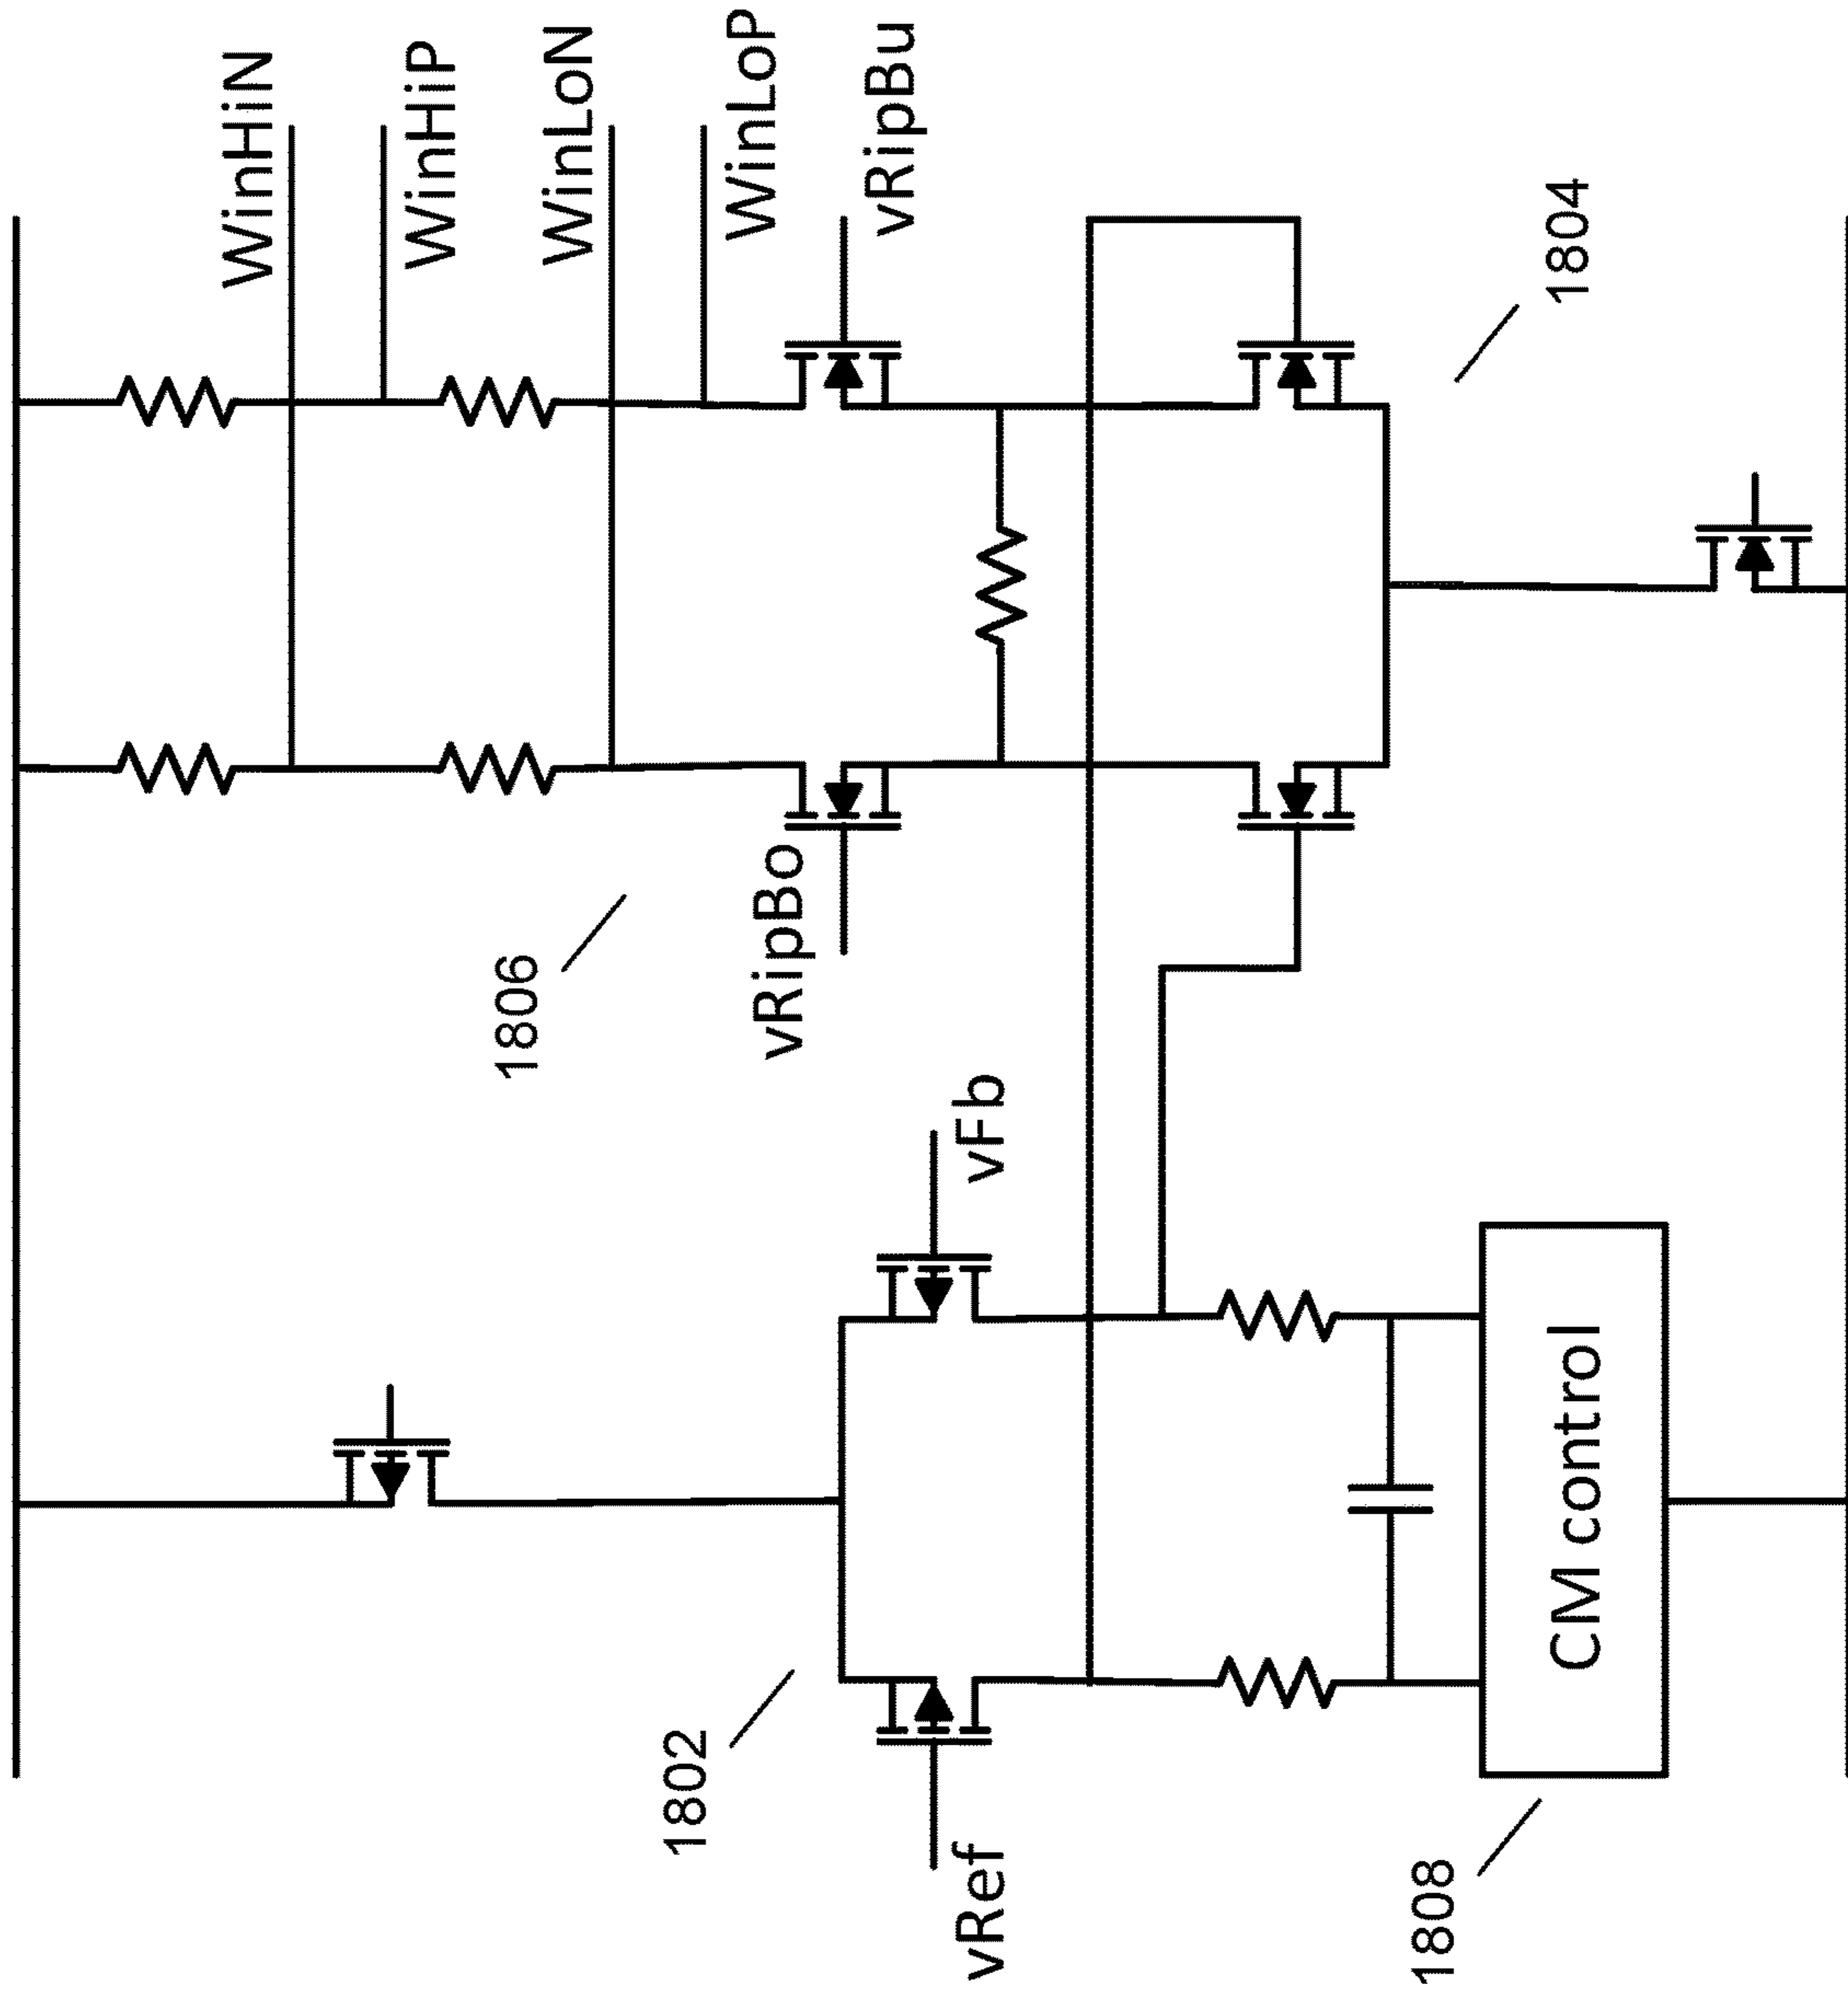 WinHiN
WinHiP
WinLoN
WinLoP
vRipBu
1806
vRipBo
1804
vFb
1802
vRef
CM control
1808